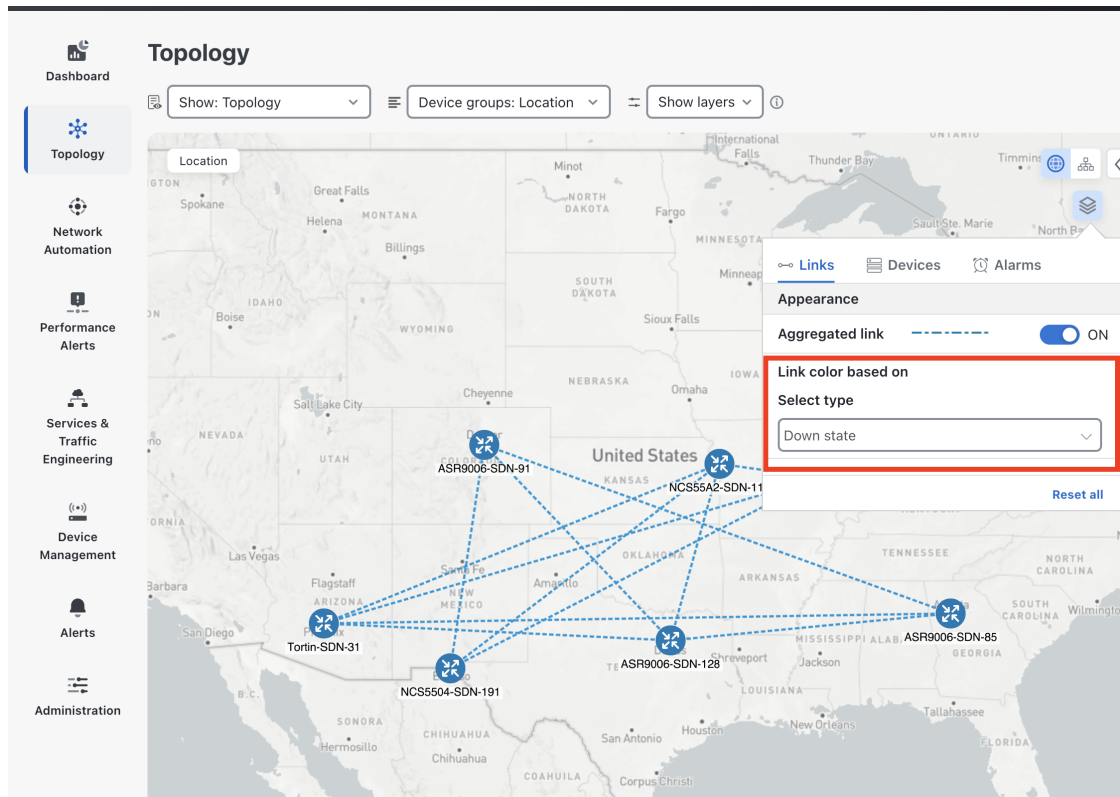 Topology
Dashboard
Topology
Network
Automation
Performance
Alerts
Services &
Traffic
Engineering
Device
Management
Alerts
Administration
Show: Topology
Device groups: Location
Show layers
Location
International
Falls
ONTARIO
Minot
Thunder Bay
Timmins
Spokane
Great Falls
NORTH
DAKOTA
Fargo
Helena
MONTANA
Sault Ste. Marie
Billings
MINNESOTA
SOUTH
DAKOTA
IDAHO
Boise
WYOMING
Sioux Falls
NEBRASKA
IOWA
Cheyenne
Omaha
Salt Lake City
NEVADA
UTAH
United States
KANSAS
ASR9006-SDN-91
NCS55A2-SDN-11
Las Vegas
Santa Fe
OKLAHOMA
TENNESSEE
NORTH
CAROLINA
Flagstaff
Amarillo
ARKANSAS
ARIZONA
NEW
MEXICO
SOUTH
CAROLINA
San Diego
Tortin-SDN-31
MISSISSIPPI
ASR9006-SDN-85
ASR9006-SDN-128
Shreveport
Jackson
GEORGIA
NCS5504-SDN-191
B.C.
LOUISIANA
SONORA
Tallahassee
Hermosillo
CHIHUAHUA
Chihuahua
San Antonio
Houston
New Orleans
FLORIDA
COAHUILA
Corpus Christi
Links
Devices
Alarms
Appearance
Aggregated link
ON
Link color based on
Select type
Down state
Reset all